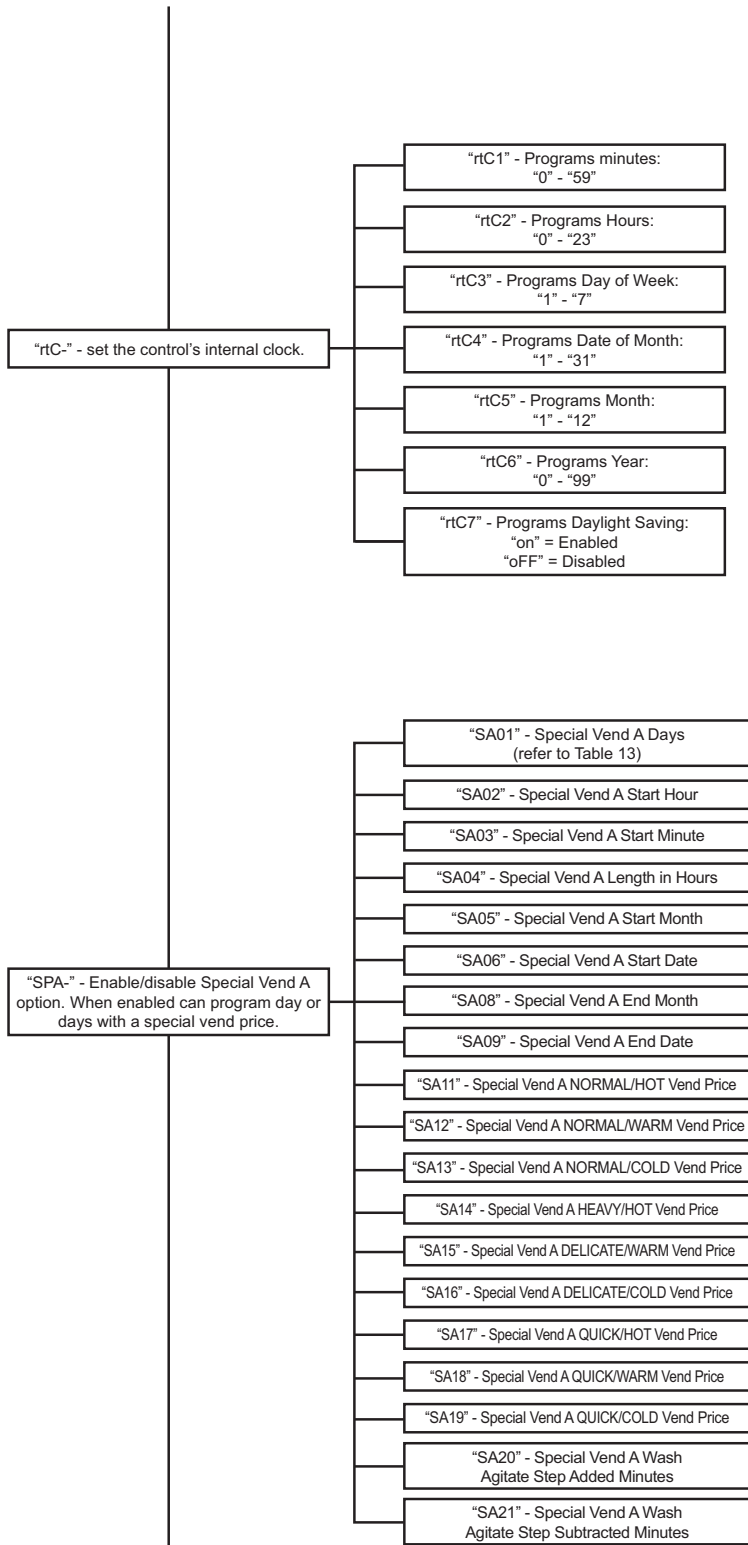 “rtC-” - set the control’s internal clock.
“rtC1” - Programs minutes:
“0” - “59”
“rtC2” - Programs Hours:
“0” - “23”
“rtC3” - Programs Day of Week:
“1” - “7”
“rtC4” - Programs Date of Month:
“1” - “31”
“rtC5” - Programs Month:
“1” - “12”
“rtC6” - Programs Year:
“0” - “99”
“rtC7” - Programs Daylight Saving:
“on” = Enabled
“oFF” = Disabled
“SPA-” - Enable/disable Special Vend A
option. When enabled can program day or
days with a special vend price.
“SA01” - Special Vend A Days
(refer to Table 13)
“SA02” - Special Vend A Start Hour
“SA03” - Special Vend A Start Minute
“SA04” - Special Vend A Length in Hours
“SA05” - Special Vend A Start Month
“SA06” - Special Vend A Start Date
“SA08” - Special Vend A End Month
“SA09” - Special Vend A End Date
“SA11” - Special Vend A NORMAL/HOT Vend Price
“SA12” - Special Vend A NORMAL/WARM Vend Price
“SA13” - Special Vend A NORMAL/COLD Vend Price
“SA14” - Special Vend A HEAVY/HOT Vend Price
“SA15” - Special Vend A DELICATE/WARM Vend Price
“SA16” - Special Vend A DELICATE/COLD Vend Price
“SA17” - Special Vend A QUICK/HOT Vend Price
“SA18” - Special Vend A QUICK/WARM Vend Price
“SA19” - Special Vend A QUICK/COLD Vend Price
“SA20” - Special Vend A Wash
Agitate Step Added Minutes
“SA21” - Special Vend A Wash
Agitate Step Subtracted Minutes